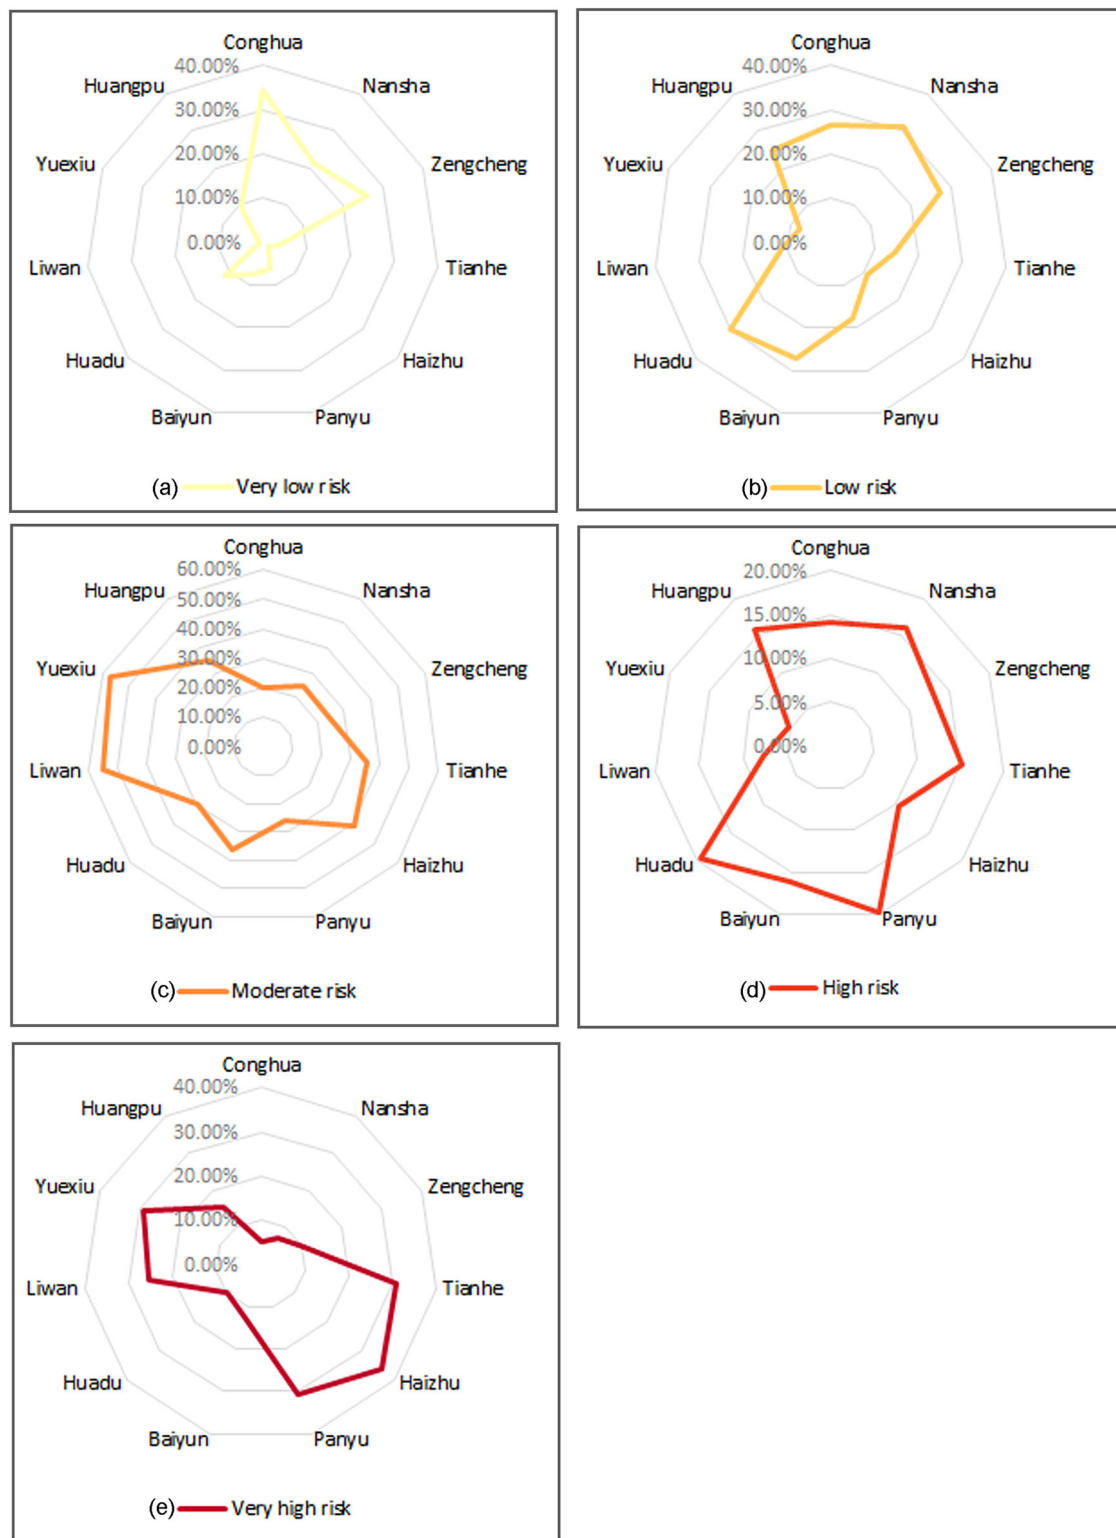 Conghua
40.00%
Huangpu
Nansha
30.00%
Yuexiu
20.00%
Zengcheng
10.00%
0.00%
Liwan
Tianhe
Huadu
Haizhu
Baiyun
Panyu
(a) Very low risk
Conghua
40.00%
Huangpu
Nansha
30.00%
Yuexiu
20.00%
Zengcheng
10.00%
0.00%
Liwan
Tianhe
Huadu
Haizhu
Baiyun
Panyu
(b) Low risk
Conghua
60.00%
Huangpu
Nansha
50.00%
40.00%
Yuexiu
30.00%
Zengcheng
20.00%
10.00%
0.00%
Liwan
Tianhe
Huadu
Haizhu
Baiyun
Panyu
(c) Moderate risk
Conghua
20.00%
Huangpu
Nansha
15.00%
Yuexiu
10.00%
Zengcheng
5.00%
0.00%
Liwan
Tianhe
Huadu
Haizhu
Baiyun
Panyu
(d) High risk
Conghua
40.00%
Huangpu
Nansha
30.00%
Yuexiu
20.00%
Zengcheng
10.00%
0.00%
Liwan
Tianhe
Huadu
Haizhu
Baiyun
Panyu
(e) Very high risk